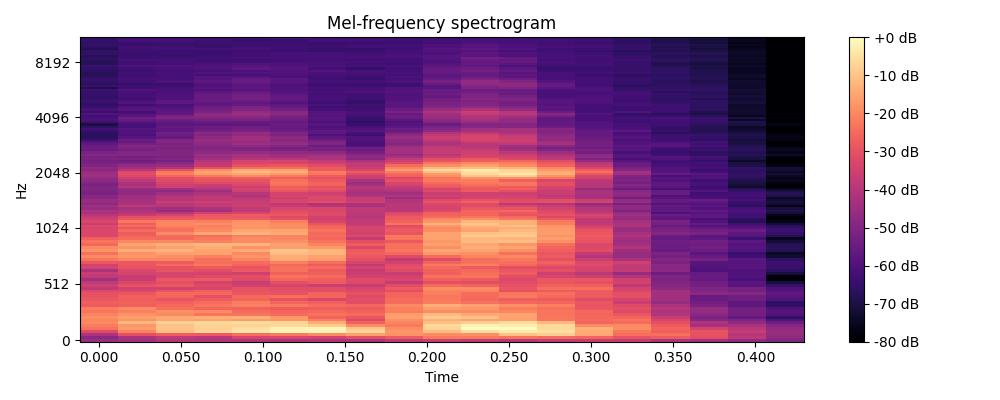 Mel-frequency spectrogram
8192
4096
2048
1024
512
0
Hz
0.000 0.050 0.100 0.150 0.200 0.250 0.300 0.350 0.400
Time
+0 dB
-10 dB
-20 dB
-30 dB
-40 dB
-50 dB
-60 dB
-70 dB
-80 dB